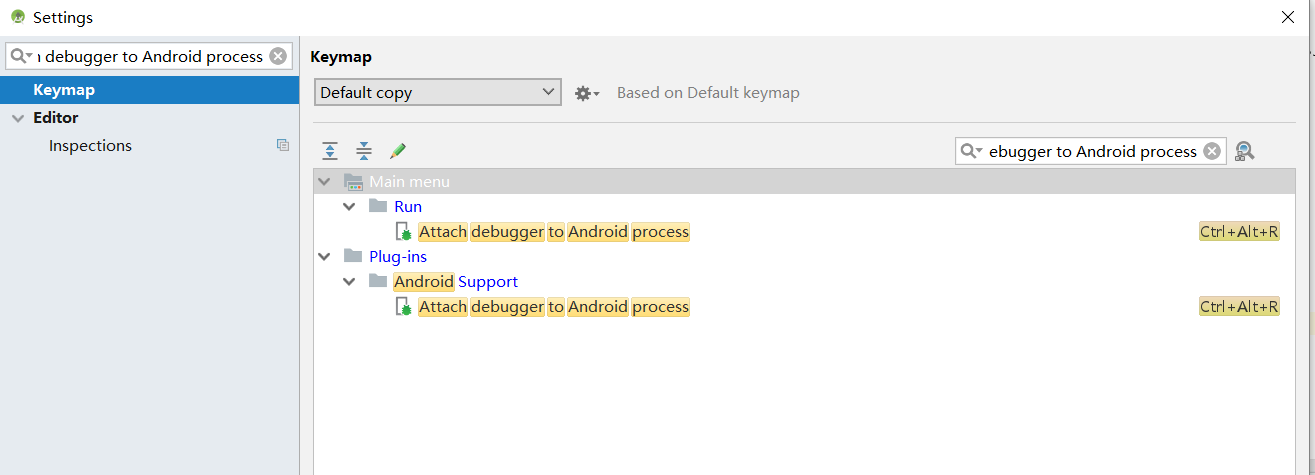 Settings
debugger to Android process
Keymap
Editor
Inspections
Keymap
Default copy
Based on Default keymap
ebugger to Android process
Main menu
Run
Attach debugger to Android process
Ctrl+Alt+R
Plug-ins
Android Support
Attach debugger to Android process
Ctrl+Alt+R